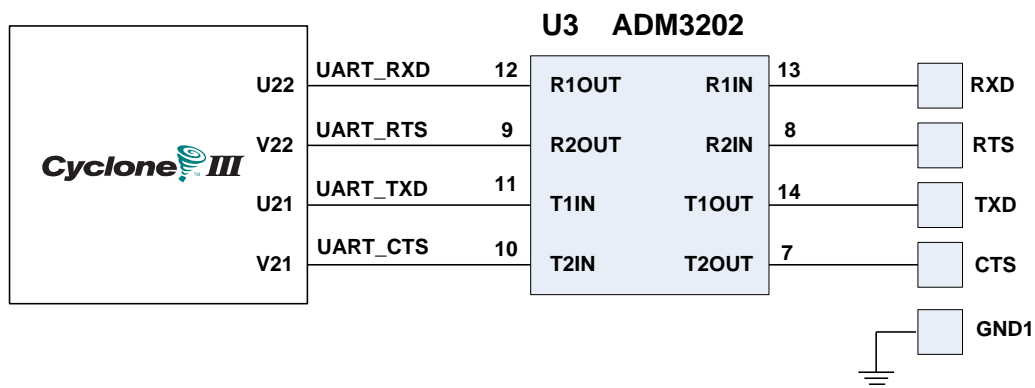 U3 ADM3202
UART_RXD 12 13
U22 R1OUT R1IN RXD
UART_RTS 9 8
V22 R2OUT R2IN RTS
Cyclone III
UART_TXD 11 14
U21 T1IN T1OUT TXD
UART_CTS 10 7
V21 T2IN T2OUT CTS
GND1